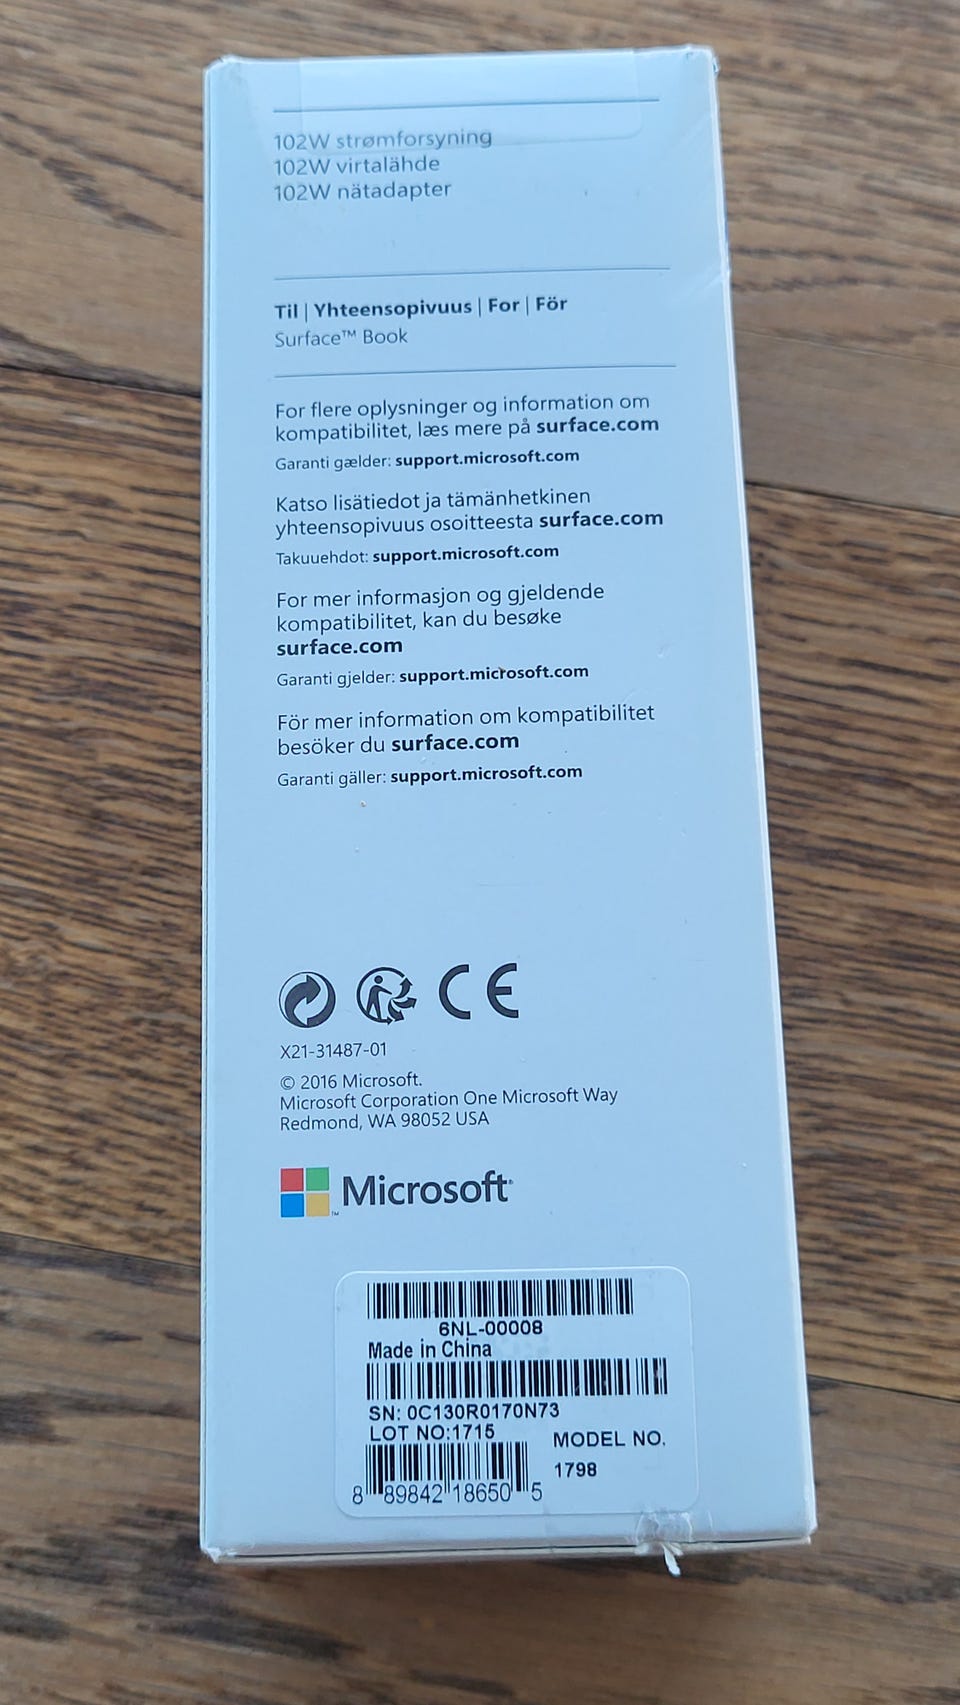 102W strømforsyning
102W virtalähde
102W nätadapter
Til | Yhteensopivuus | For | För
Surface™ Book
For flere oplysninger og information om
kompatibilitet, læs mere på surface.com
Garanti gælder: support.microsoft.com
Katso lisätiedot ja tämänhetkinen
yhteensopivuus osoitteesta surface.com
Takuuehdot: support.microsoft.com
For mer informasjon og gjeldende
kompatibilitet, kan du besøke
surface.com
Garanti gjelder: support.microsoft.com
För mer information om kompatibilitet
besöker du surface.com
Garanti gäller: support.microsoft.com
CE
X21-31487-01
© 2016 Microsoft.
Microsoft Corporation One Microsoft Way
Redmond, WA 98052 USA
Microsoft
6NL-00008
Made in China
SN: 0C130R0170N73
LOT NO:1715
MODEL NO.
1798
8 89842 18650 5